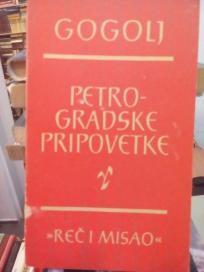 GOGOLJ
PETRO-
GRADSKE
PRIPOVETKE
»REČ I MISAO«